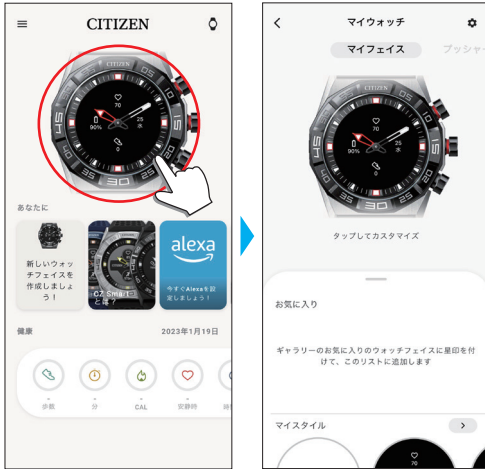 CITIZEN
CITIZEN
70
90%
25
水
0
あなたに
新しいウォッ
チフェイスを
作成しましょ
う！
CZ Smart
とは？
alexa
今すぐAlexaを設
定しましょう！
健康
2023年1月19日
歩数
分
CAL
安静時
マイウォッチ
マイフェイス
プッシャー
CITIZEN
70
90%
25
水
0
タップしてカスタマイズ
お気に入り
ギャラリーのお気に入りのウォッチフェイスに星印を付
けて、このリストに追加します
マイスタイル
70